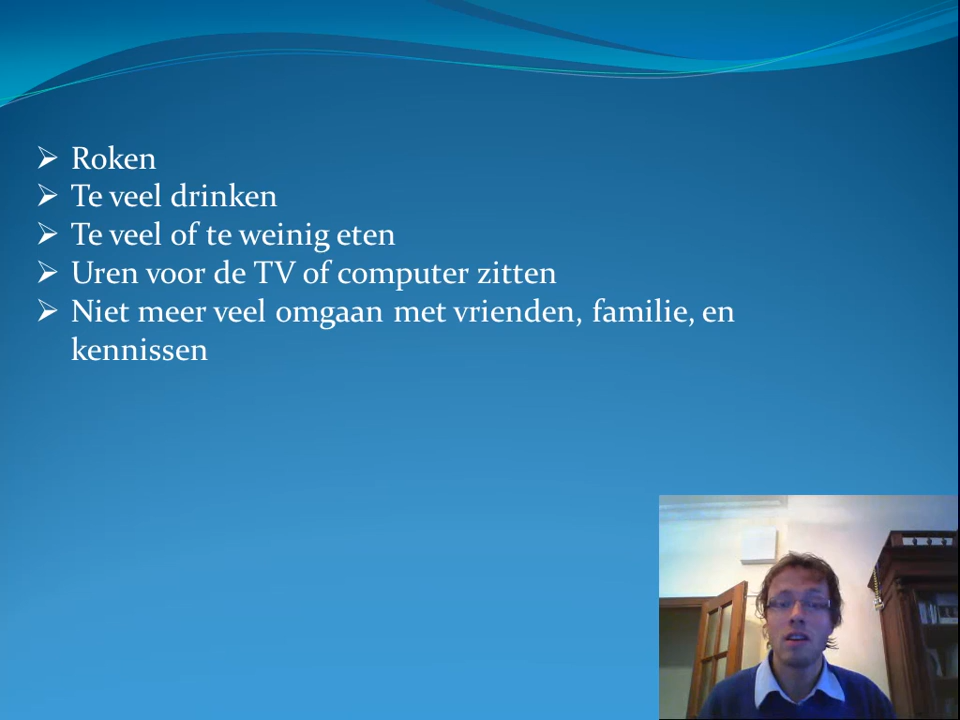 Roken
Te veel drinken
Te veel of te weinig eten
Uren voor de TV of computer zitten
Niet meer veel omgaan met vrienden, familie, en
kennissen